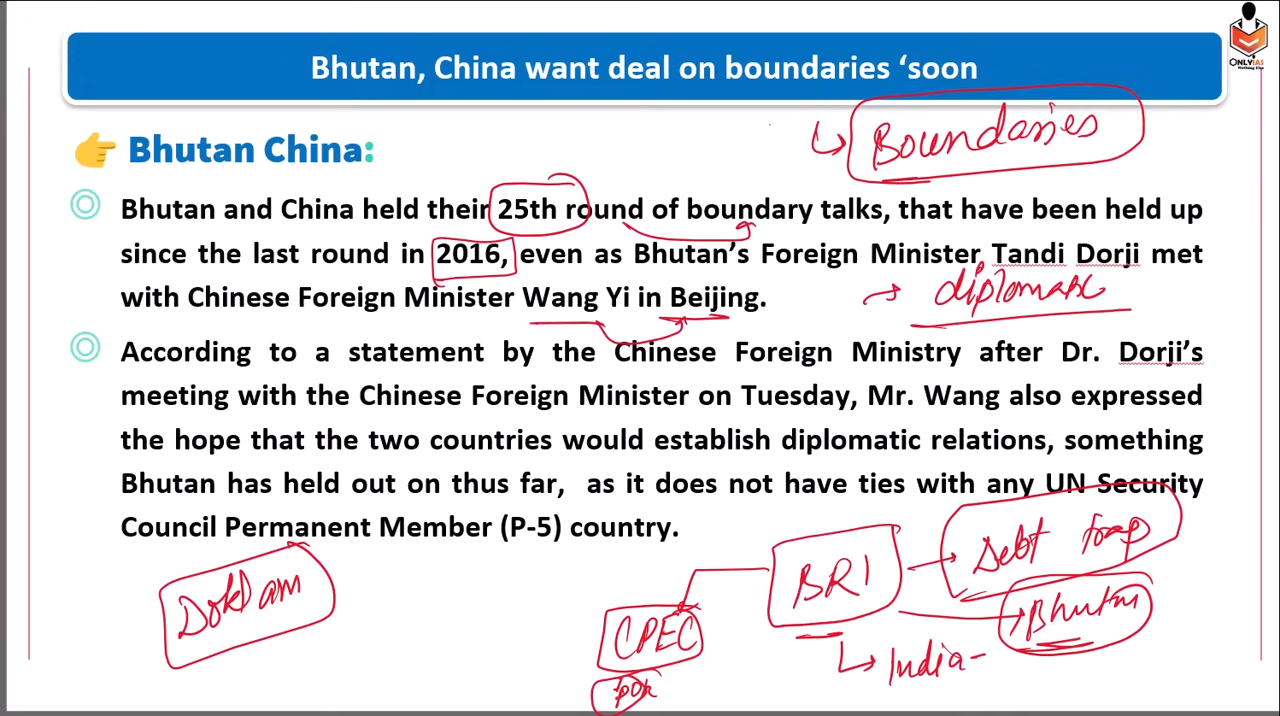 ONLYIAS
Nothing Else
Bhutan, China want deal on boundaries ‘soon
Boundaries
Bhutan China:
Bhutan and China held their 25th round of boundary talks, that have been held up
since the last round in 2016, even as Bhutan’s Foreign Minister Tandi Dorji met
with Chinese Foreign Minister Wang Yi in Beijing.
diplomatic
According to a statement by the Chinese Foreign Ministry after Dr. Dorji’s
meeting with the Chinese Foreign Minister on Tuesday, Mr. Wang also expressed
the hope that the two countries would establish diplomatic relations, something
Bhutan has held out on thus far, as it does not have ties with any UN Security
Council Permanent Member (P-5) country.
Debt trap
BRI
Doklam
Bhutan
CPEC
India-
POK